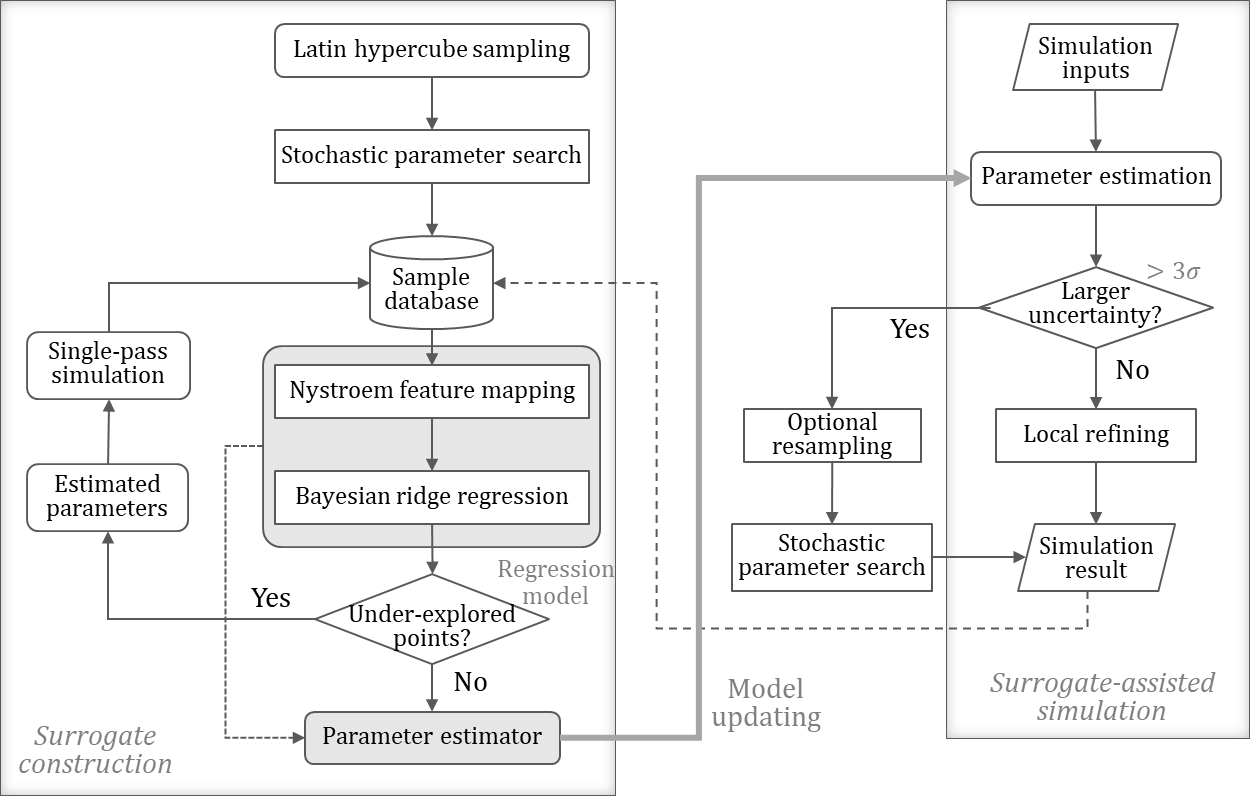 Latin hypercube sampling
Stochastic parameter search
Sample
database
Single-pass
simulation
Nystroem feature mapping
Estimated
parameters
Bayesian ridge regression
Regression
model
Yes
Under-explored
points?
No
Parameter estimator
Surrogate
construction
Model
updating
Simulation
inputs
Parameter estimation
> 3σ
Larger
uncertainty?
Yes
No
Optional
resampling
Local refining
Stochastic
parameter search
Simulation
result
Surrogate-assisted
simulation